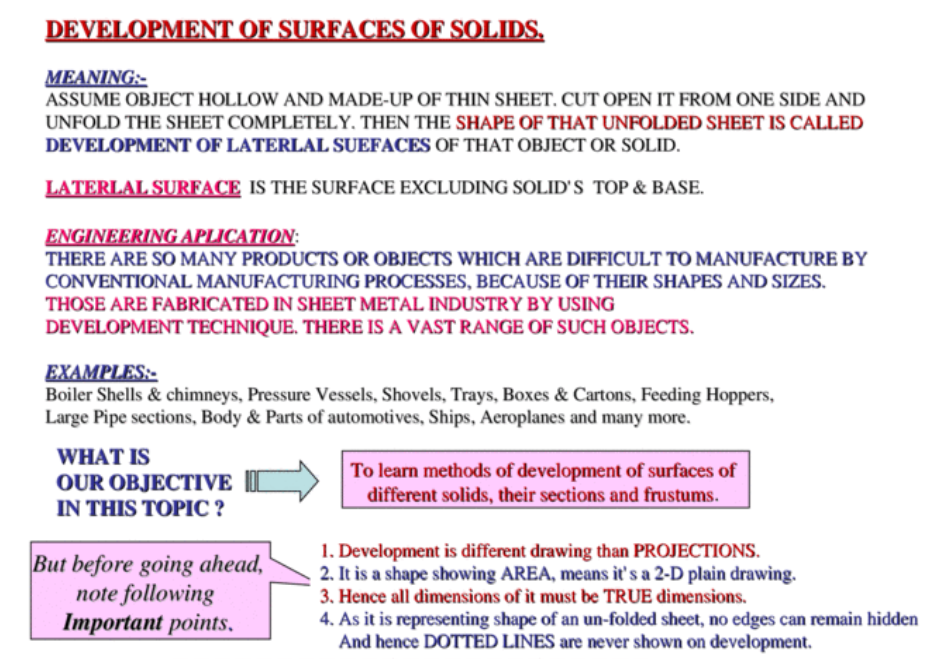 DEVELOPMENT OF SURFACES OF SOLIDS.
MEANING:-
ASSUME OBJECT HOLLOW AND MADE-UP OF THIN SHEET. CUT OPEN IT FROM ONE SIDE AND
UNFOLD THE SHEET COMPLETELY. THEN THE SHAPE OF THAT UNFOLDED SHEET IS CALLED
DEVELOPMENT OF LATERLAL SUEFACES OF THAT OBJECT OR SOLID.
LATERLAL SURFACE IS THE SURFACE EXCLUDING SOLID'S TOP & BASE.
ENGINEERING APLICATION:
THERE ARE SO MANY PRODUCTS OR OBJECTS WHICH ARE DIFFICULT TO MANUFACTURE BY
CONVENTIONAL MANUFACTURING PROCESSES, BECAUSE OF THEIR SHAPES AND SIZES.
THOSE ARE FABRICATED IN SHEET METAL INDUSTRY BY USING
DEVELOPMENT TECHNIQUE. THERE IS A VAST RANGE OF SUCH OBJECTS.
EXAMPLES:-
Boiler Shells & chimneys, Pressure Vessels, Shovels, Trays, Boxes & Cartons, Feeding Hoppers,
Large Pipe sections, Body & Parts of automotives, Ships, Aeroplanes and many more.
WHAT IS
OUR OBJECTIVE
IN THIS TOPIC ?
To learn methods of development of surfaces of
different solids, their sections and frustums.
But before going ahead,
note following
Important points.
1. Development is different drawing than PROJECTIONS.
2. It is a shape showing AREA, means it's a 2-D plain drawing.
3. Hence all dimensions of it must be TRUE dimensions.
4. As it is representing shape of an un-folded sheet, no edges can remain hidden
And hence DOTTED LINES are never shown on development.